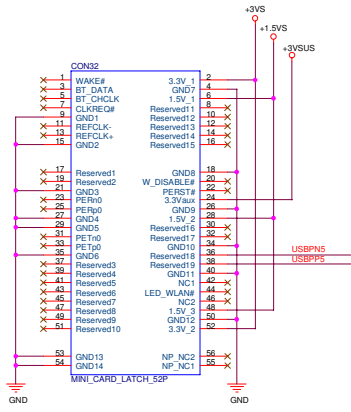 +3VS
+1.5VS
+3VSUS
CON32
1 WAKE# 3.3V_1 2
3 BT_DATA GND7 4
5 BT_CHCLK 1.5V_1 6
7 CLKREQ# Reserved11 8
9 GND1 Reserved12 10
11 REFCLK- Reserved13 12
13 REFCLK+ Reserved14 14
15 GND2 Reserved15 16
17 Reserved1 GND8 18
19 Reserved2 W_DISABLE# 20
21 GND3 PERST# 22
23 PERn0 3.3Vaux 24
25 PERp0 GND9 26
27 GND4 1.5V_2 28
29 GND5 Reserved16 30
31 PETn0 Reserved17 32
33 PETp0 GND10 34
35 GND6 Reserved18 36 USBPN5
37 Reserved3 Reserved19 38 USBPP5
39 Reserved4 GND11 40
41 Reserved5 NC1 42
43 Reserved6 LED_WLAN# 44
45 Reserved7 NC2 46
47 Reserved8 1.5V_3 48
49 Reserved9 GND12 50
51 Reserved10 3.3V_2 52
53 GND13 NP_NC2 56
54 GND14 NP_NC1 55
MINI_CARD_LATCH_52P
GND GND